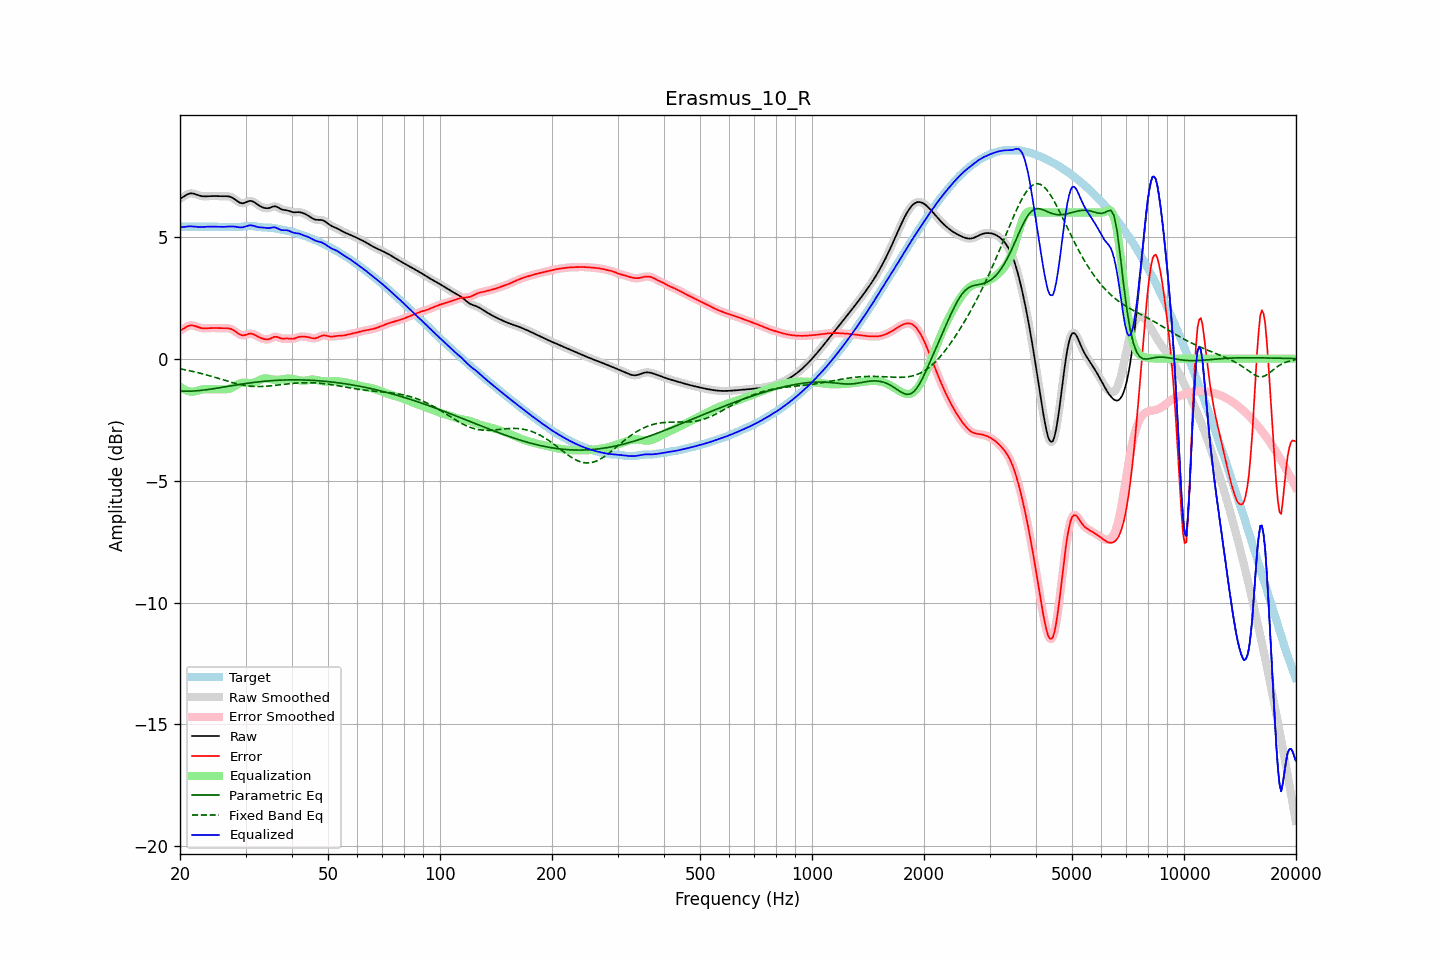 Erasmus_10_R
Amplitude (dBr)
5
0
−5
−10
−15
−20
Target
Raw Smoothed
Error Smoothed
Raw
Error
Equalization
Parametric Eq
Fixed Band Eq
Equalized
20 50 100 200 500 1000 2000 5000 10000 20000
Frequency (Hz)